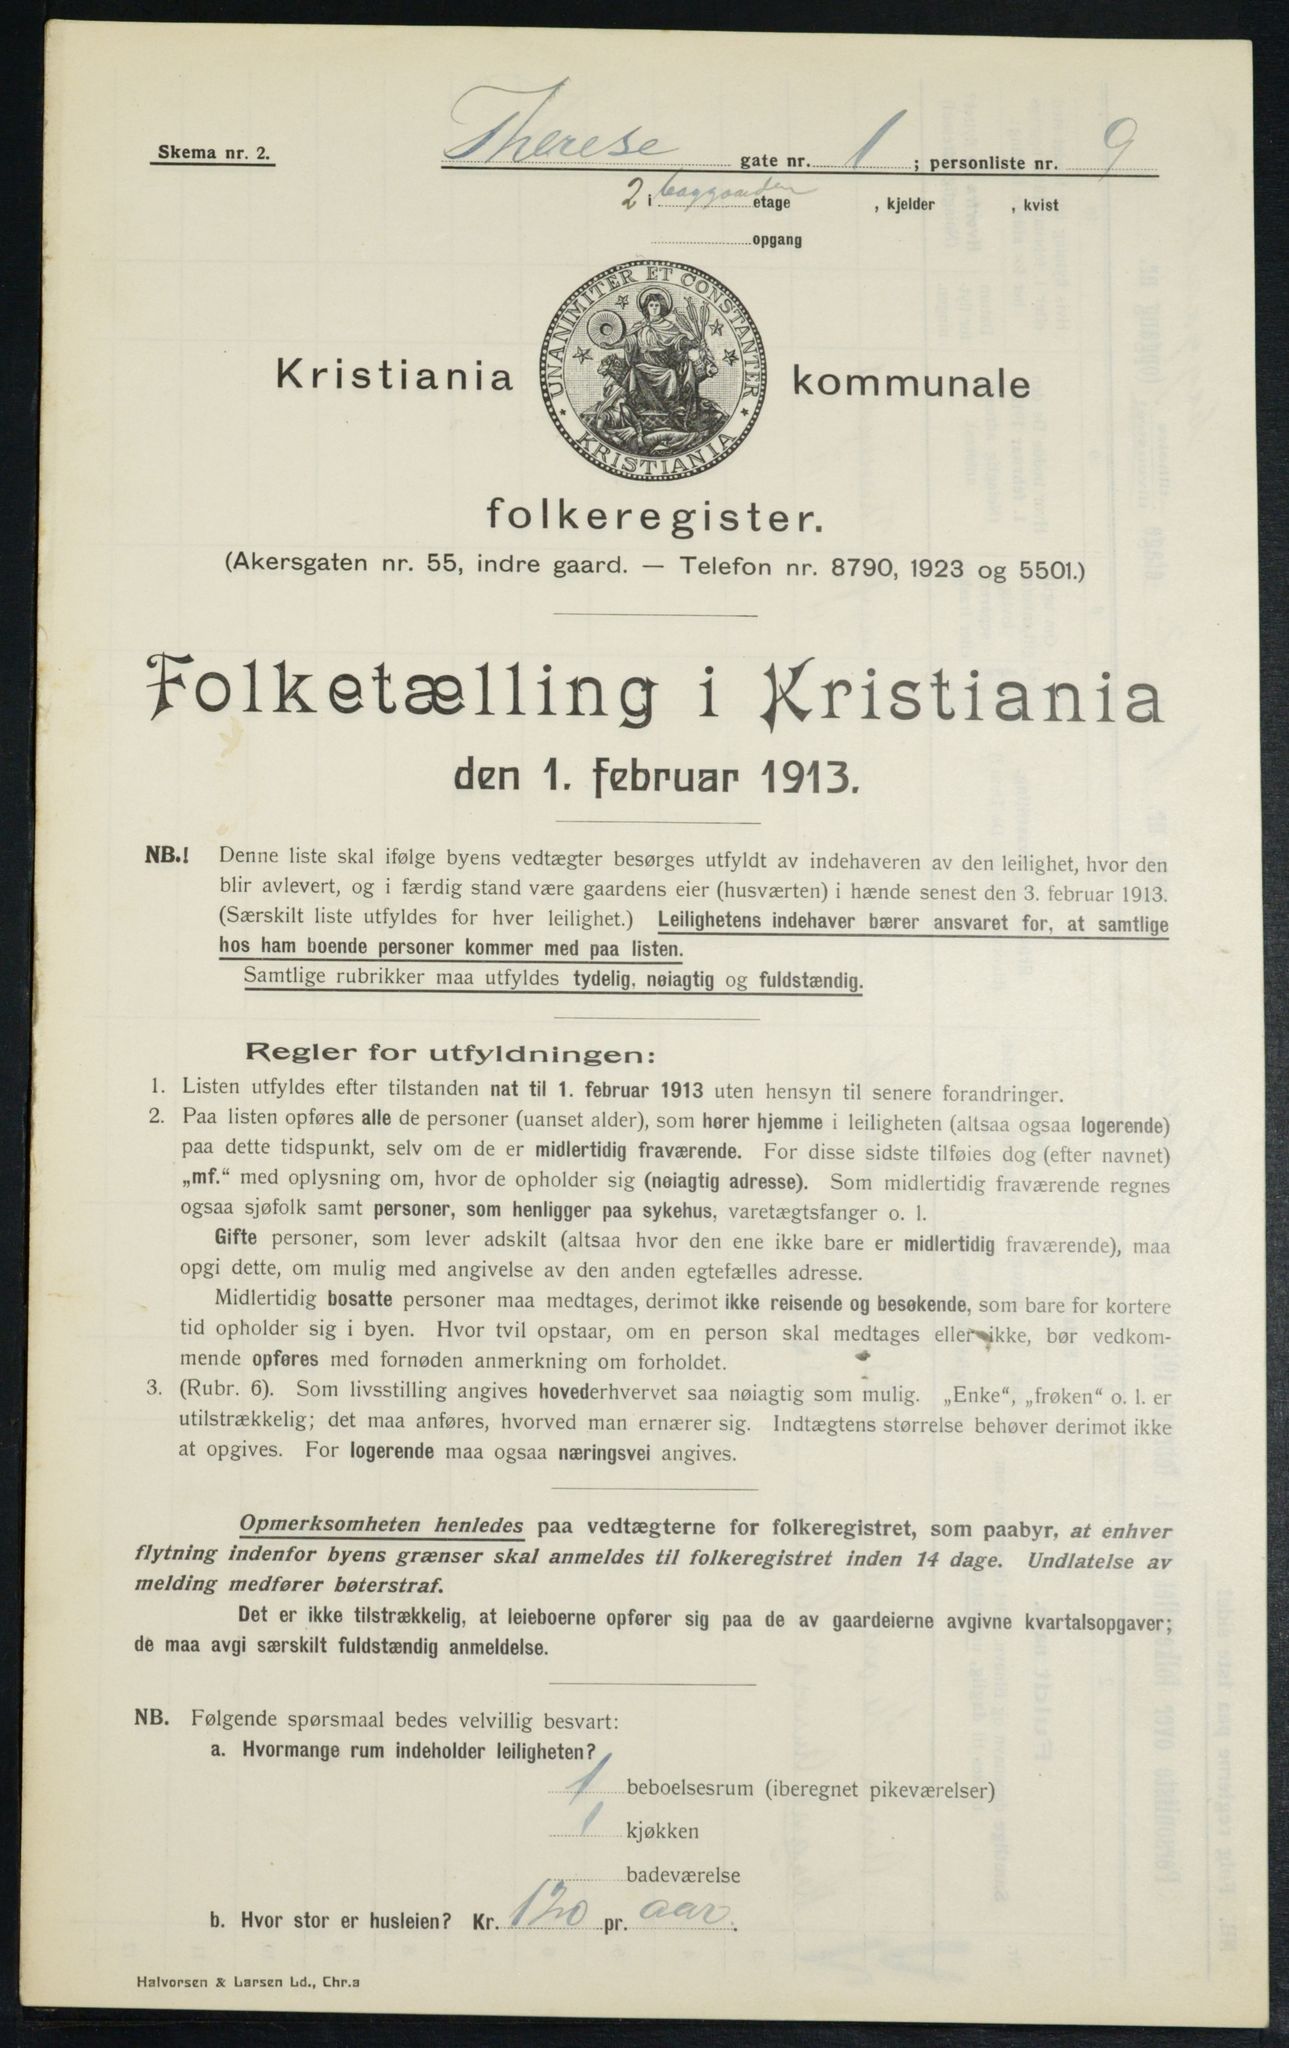 Skema nr. 2.
Therese gate nr. 1; personliste nr. 9
2 i baggaarden etage , kjelder , kvist
opgang
UNANIMITER ET CONSTANTER
KRISTIANIA
Kristiania kommunale
folkeregister.
(Akersgaten nr. 55, indre gaard. — Telefon nr. 8790, 1923 og 5501.)
Folketælling i Kristiania
den 1. februar 1913.
NB.! Denne liste skal ifølge byens vedtægter besørges utfyldt av indehaveren av den leilighet, hvor den
blir avlevert, og i færdig stand være gaardens eier (husværten) i hænde senest den 3. februar 1913.
(Særskilt liste utfyldes for hver leilighet.) Leilighetens indehaver bærer ansvaret for, at samtlige
hos ham boende personer kommer med paa listen.
Samtlige rubrikker maa utfyldes tydelig, nøiagtig og fuldstændig.
Regler for utfyldningen:
1. Listen utfyldes efter tilstanden nat til 1. februar 1913 uten hensyn til senere forandringer.
2. Paa listen opføres alle de personer (uanset alder), som hører hjemme i leiligheten (altsaa ogsaa logerende)
paa dette tidspunkt, selv om de er midlertidig fraværende. For disse sidste tilføies dog (efter navnet)
„mf.“ med oplysning om, hvor de opholder sig (nøiagtig adresse). Som midlertidig fraværende regnes
ogsaa sjøfolk samt personer, som henligger paa sykehus, varetægtsfanger o. l.
Gifte personer, som lever adskilt (altsaa hvor den ene ikke bare er midlertidig fraværende), maa
opgi dette, om mulig med angivelse av den anden egtefælles adresse.
Midlertidig bosatte personer maa medtages, derimot ikke reisende og besøkende, som bare for kortere
tid opholder sig i byen. Hvor tvil opstaar, om en person skal medtages eller ikke, bør vedkom-
mende opføres med fornøden anmerkning om forholdet.
3. (Rubr. 6). Som livsstilling angives hovederhvervet saa nøiagtig som mulig. „Enke“, „frøken“ o. l. er
utilstrækkelig; det maa anføres, hvorved man ernærer sig. Indtægtens størrelse behøver derimot ikke
at opgives. For logerende maa ogsaa næringsvei angives.
Opmerksomheten henledes paa vedtægterne for folkeregistret, som paabyr, at enhver
flytning indenfor byens grænser skal anmeldes til folkeregistret inden 14 dage. Undlatelse av
melding medfører bøterstraf.
Det er ikke tilstrækkelig, at leieboerne opfører sig paa de av gaardeierne avgivne kvartalsopgaver;
de maa avgi særskilt fuldstændig anmeldelse.
NB. Følgende spørsmaal bedes velvillig besvart:
a. Hvormange rum indeholder leiligheten?
1 beboelsesrum (iberegnet pikeværelser)
1 kjøkken
badeværelse
b. Hvor stor er husleien? Kr. 120 pr. aar.
Halvorsen & Larsen Ld., Chr.a